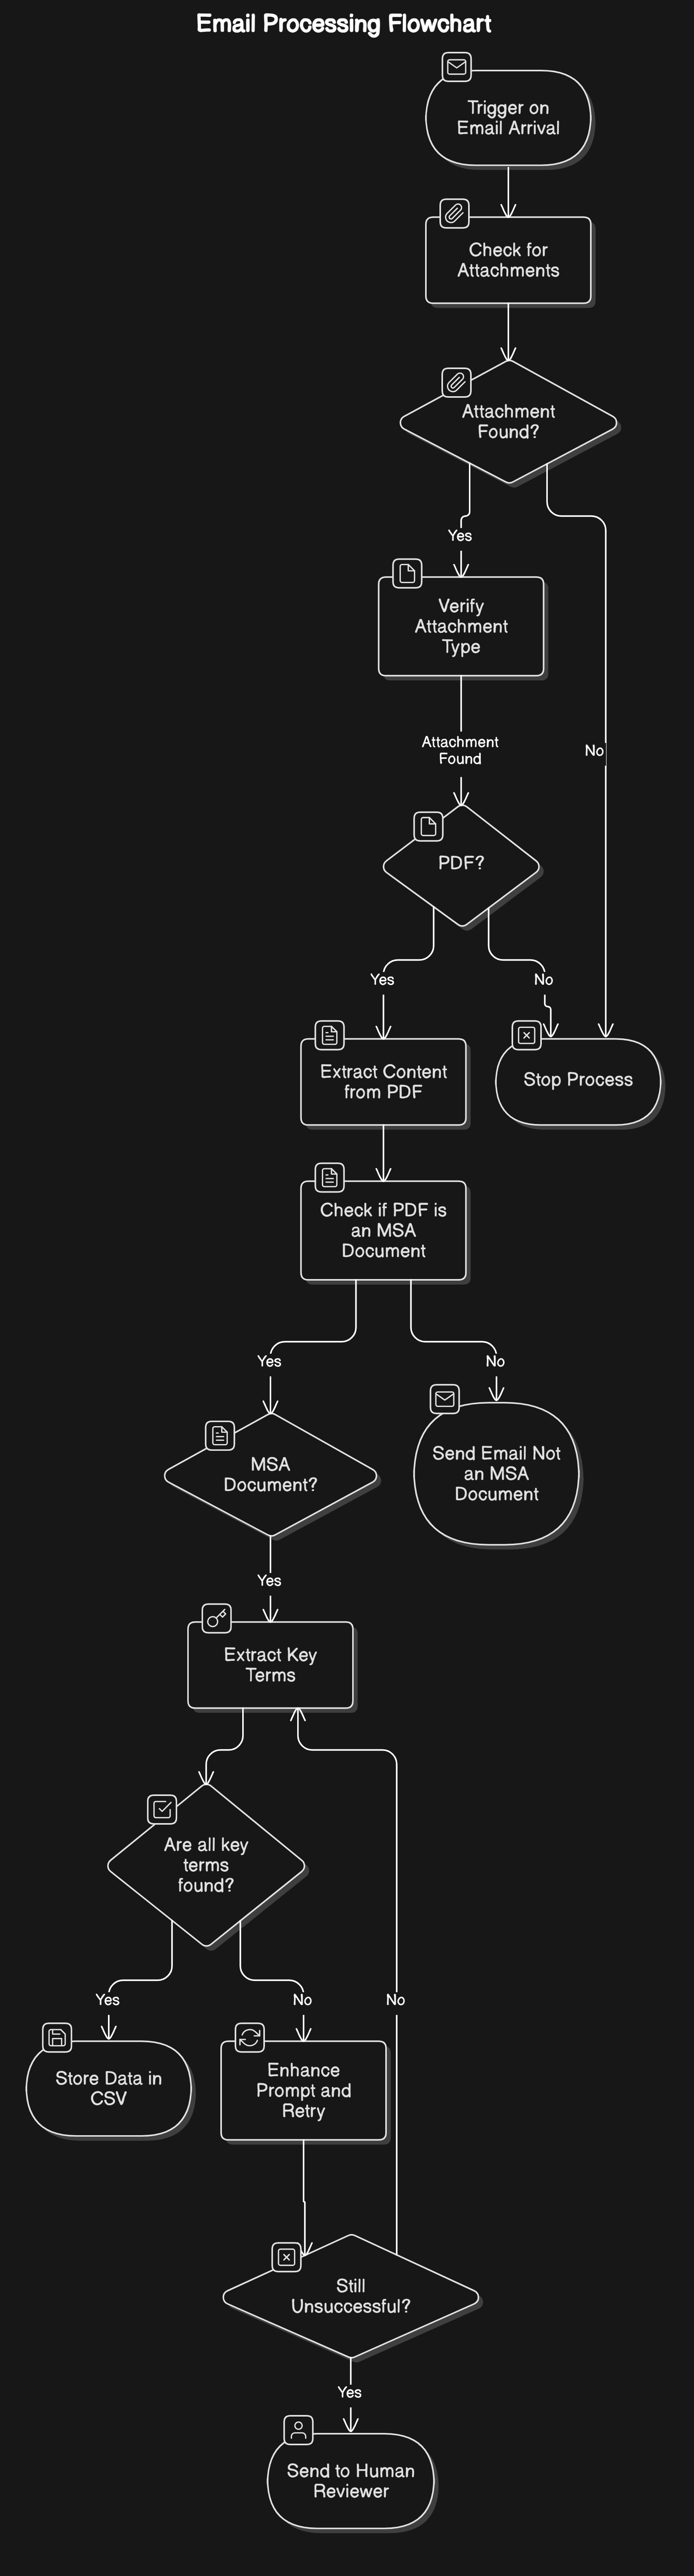 Email Processing Flowchart
Trigger on
Email Arrival
Check for
Attachments
Attachment
Found?
Yes
Verify
Attachment
Type
Attachment
Found
No
PDF?
Yes
No
Extract Content
from PDF
Stop Process
Check if PDF is
an MSA
Document
Yes
No
MSA
Document?
Send Email Not
an MSA
Document
Yes
Extract Key
Terms
Are all key
terms
found?
Yes
No
No
Store Data in
CSV
Enhance
Prompt and
Retry
Still
Unsuccessful?
Yes
Send to Human
Reviewer